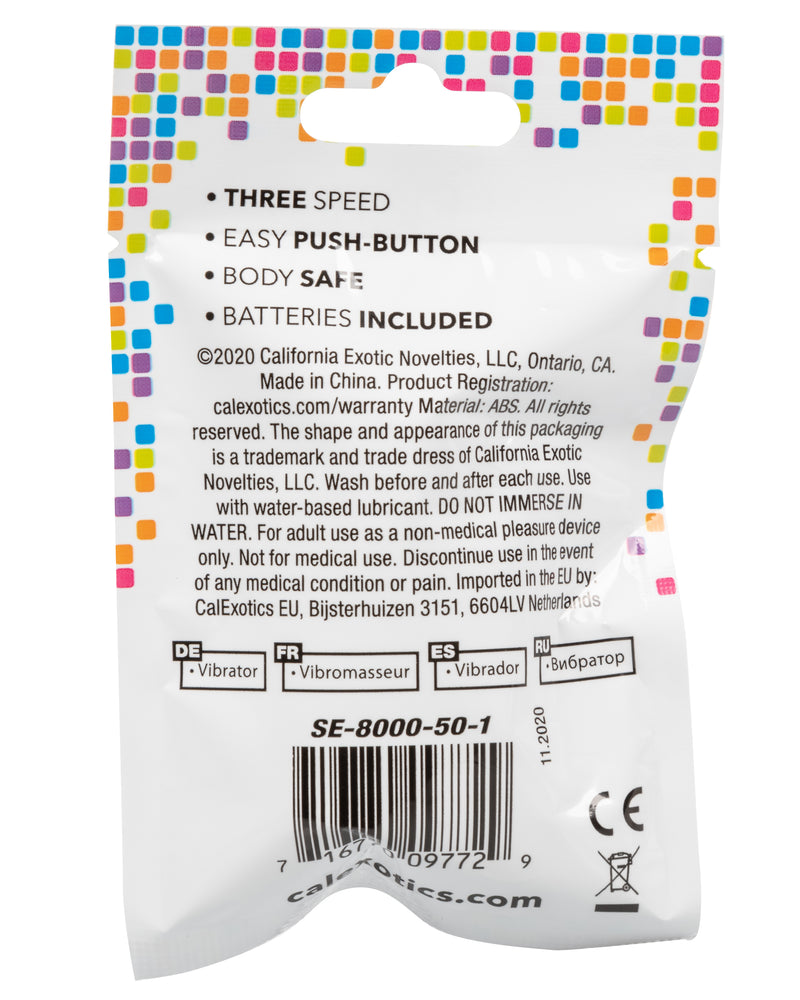 • THREE SPEED
• EASY PUSH-BUTTON
• BODY SAFE
• BATTERIES INCLUDED
©2020 California Exotic Novelties, LLC, Ontario, CA.
Made in China. Product Registration:
calexotics.com/warranty Material: ABS. All rights
reserved. The shape and appearance of this packaging
is a trademark and trade dress of California Exotic
Novelties, LLC. Wash before and after each use. Use
with water-based lubricant. DO NOT IMMERSE IN
WATER. For adult use as a non-medical pleasure device
only. Not for medical use. Discontinue use in the event
of any medical condition or pain. Imported in the EU by:
CalExotics EU, Bijsterhuizen 3151, 6604LV Netherlands
DE
• Vibrator
FR
• Vibromasseur
ES
• Vibrador
RU
• Вибратор
SE-8000-50-1
11.2020
CE
7 09772 9
calexotics.com